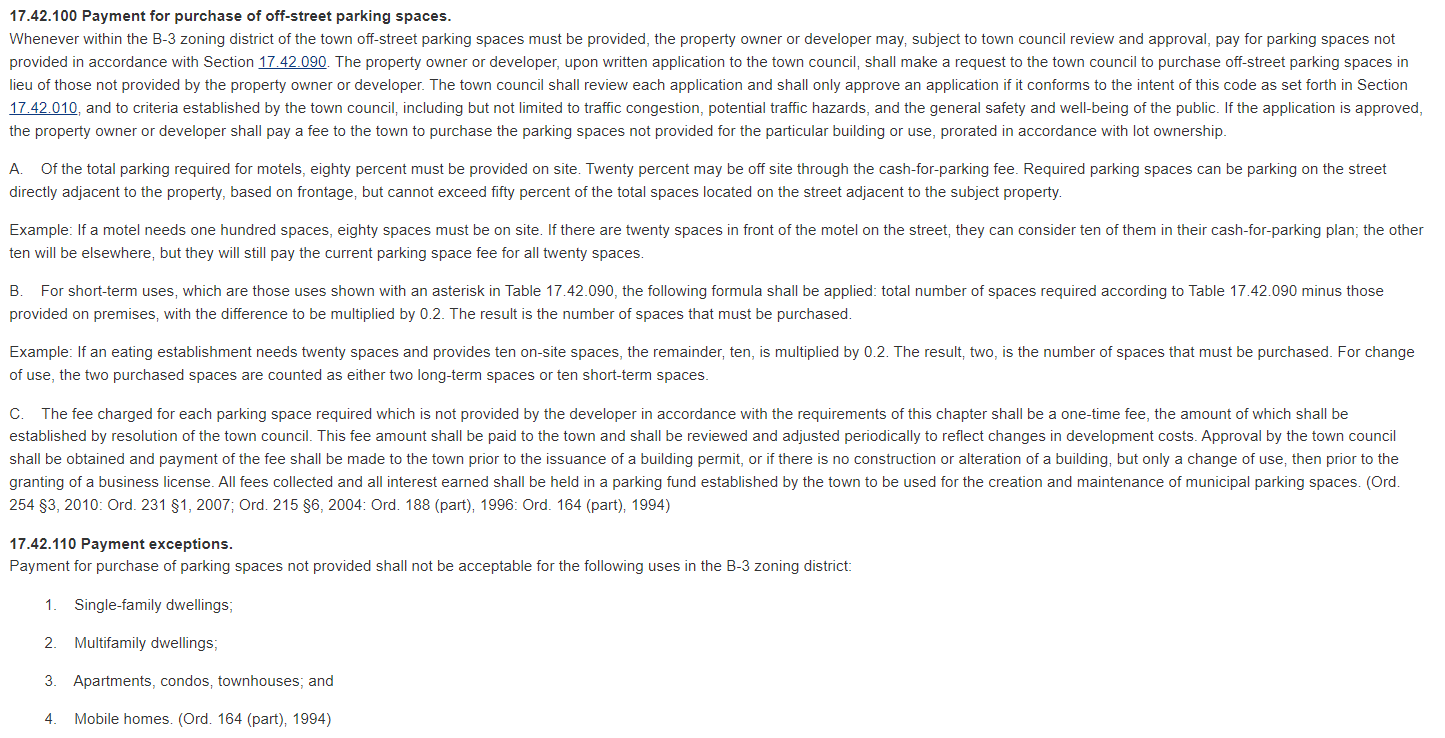 17.42.100 Payment for purchase of off-street parking spaces.
Whenever within the B-3 zoning district of the town off-street parking spaces must be provided, the property owner or developer may, subject to town council review and approval, pay for parking spaces not
provided in accordance with Section 17.42.090. The property owner or developer, upon written application to the town council, shall make a request to the town council to purchase off-street parking spaces in
lieu of those not provided by the property owner or developer. The town council shall review each application and shall only approve an application if it conforms to the intent of this code as set forth in Section
17.42.010, and to criteria established by the town council, including but not limited to traffic congestion, potential traffic hazards, and the general safety and well-being of the public. If the application is approved,
the property owner or developer shall pay a fee to the town to purchase the parking spaces not provided for the particular building or use, prorated in accordance with lot ownership.
A. Of the total parking required for motels, eighty percent must be provided on site. Twenty percent may be off site through the cash-for-parking fee. Required parking spaces can be parking on the street
directly adjacent to the property, based on frontage, but cannot exceed fifty percent of the total spaces located on the street adjacent to the subject property.
Example: If a motel needs one hundred spaces, eighty spaces must be on site. If there are twenty spaces in front of the motel on the street, they can consider ten of them in their cash-for-parking plan; the other
ten will be elsewhere, but they will still pay the current parking space fee for all twenty spaces.
B. For short-term uses, which are those uses shown with an asterisk in Table 17.42.090, the following formula shall be applied: total number of spaces required according to Table 17.42.090 minus those
provided on premises, with the difference to be multiplied by 0.2. The result is the number of spaces that must be purchased.
Example: If an eating establishment needs twenty spaces and provides ten on-site spaces, the remainder, ten, is multiplied by 0.2. The result, two, is the number of spaces that must be purchased. For change
of use, the two purchased spaces are counted as either two long-term spaces or ten short-term spaces.
C. The fee charged for each parking space required which is not provided by the developer in accordance with the requirements of this chapter shall be a one-time fee, the amount of which shall be
established by resolution of the town council. This fee amount shall be paid to the town and shall be reviewed and adjusted periodically to reflect changes in development costs. Approval by the town council
shall be obtained and payment of the fee shall be made to the town prior to the issuance of a building permit, or if there is no construction or alteration of a building, but only a change of use, then prior to the
granting of a business license. All fees collected and all interest earned shall be held in a parking fund established by the town to be used for the creation and maintenance of municipal parking spaces. (Ord.
254 §3, 2010: Ord. 231 §1, 2007; Ord. 215 §6, 2004: Ord. 188 (part), 1996: Ord. 164 (part), 1994)
17.42.110 Payment exceptions.
Payment for purchase of parking spaces not provided shall not be acceptable for the following uses in the B-3 zoning district:
1. Single-family dwellings;
2. Multifamily dwellings;
3. Apartments, condos, townhouses; and
4. Mobile homes. (Ord. 164 (part), 1994)